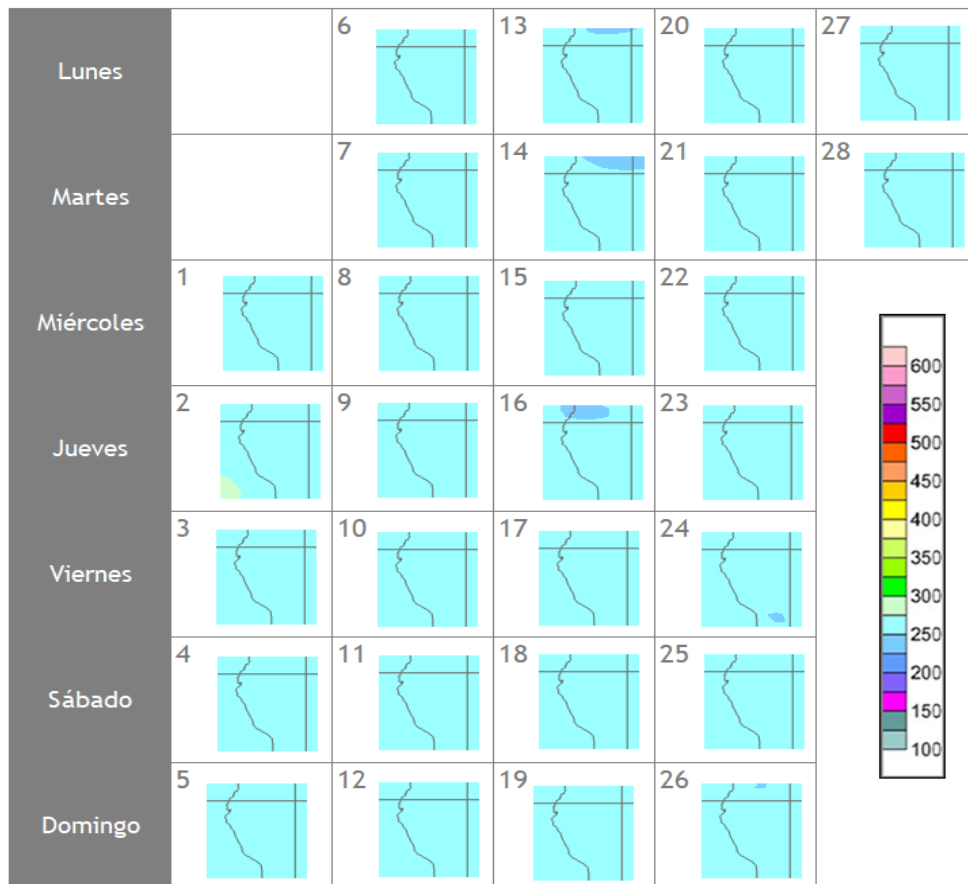 Lunes 6 13 20 27
Martes 7 14 21 28
Miércoles 1 8 15 22
Jueves 2 9 16 23
Viernes 3 10 17 24
Sábado 4 11 18 25
Domingo 5 12 19 26
600
550
500
450
400
350
300
250
200
150
100